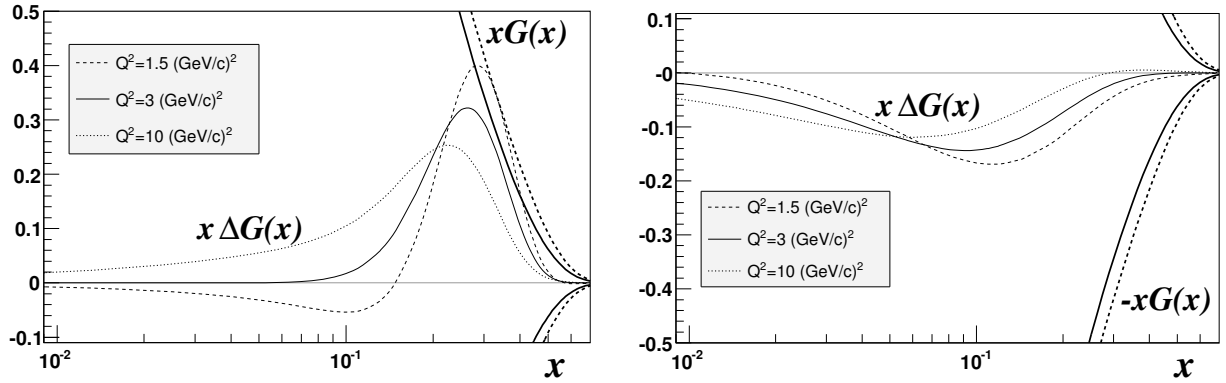 0.5
0.4
0.3
0.2
0.1
0
-0.1
10⁻²
10⁻¹
x
Q²=1.5 (GeV/c)²
Q²=3 (GeV/c)²
Q²=10 (GeV/c)²
xG(x)
x ΔG(x)
0.1
-0
-0.1
-0.2
-0.3
-0.4
-0.5
10⁻²
10⁻¹
x
x ΔG(x)
Q²=1.5 (GeV/c)²
Q²=3 (GeV/c)²
Q²=10 (GeV/c)²
-xG(x)